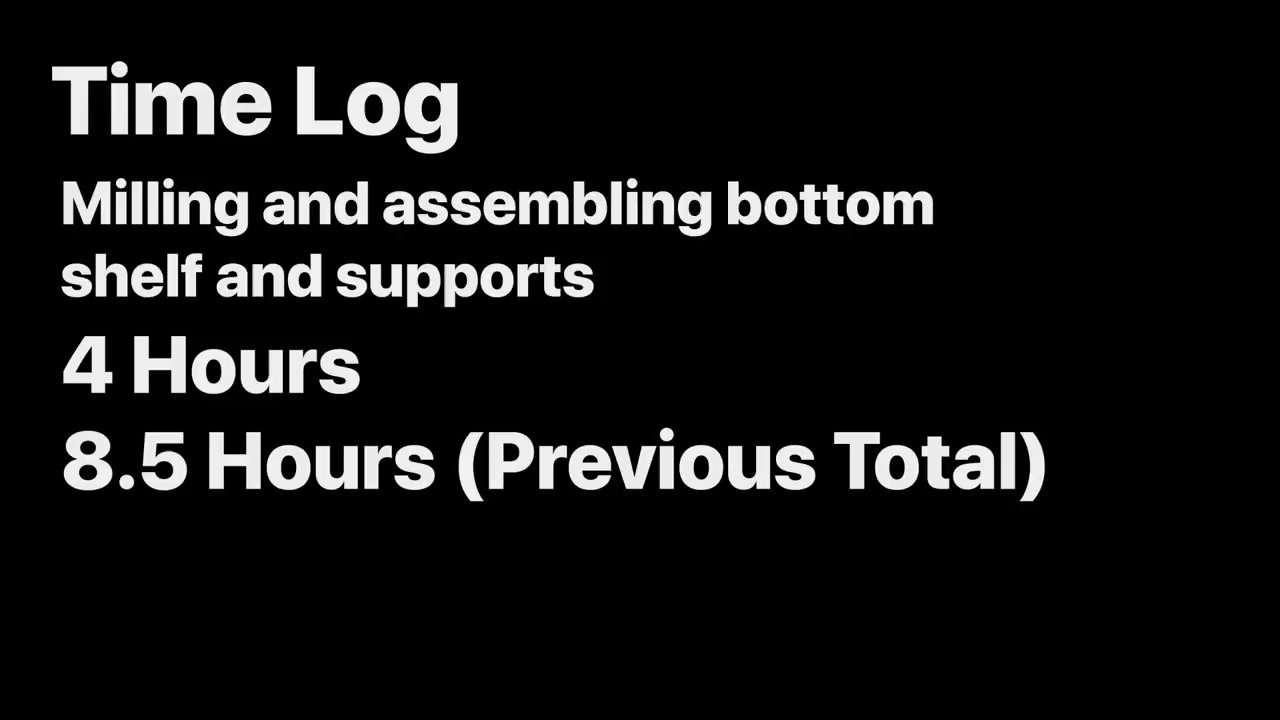 Time Log
Milling and assembling bottom
shelf and supports
4 Hours
8.5 Hours (Previous Total)